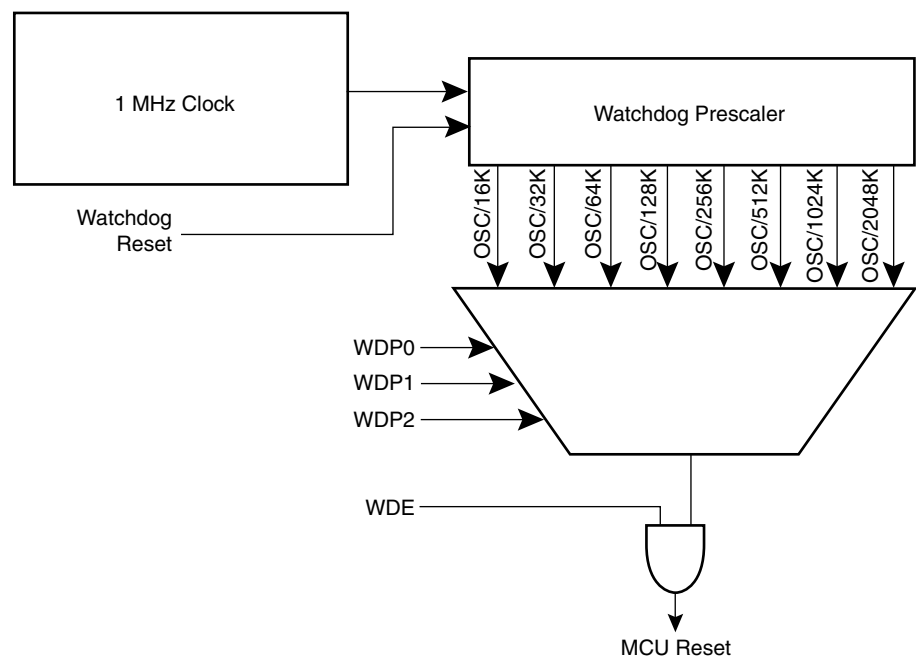 1 MHz Clock
Watchdog Prescaler
Watchdog
Reset
OSC/16K
OSC/32K
OSC/64K
OSC/128K
OSC/256K
OSC/512K
OSC/1024K
OSC/2048K
WDP0
WDP1
WDP2
WDE
MCU Reset